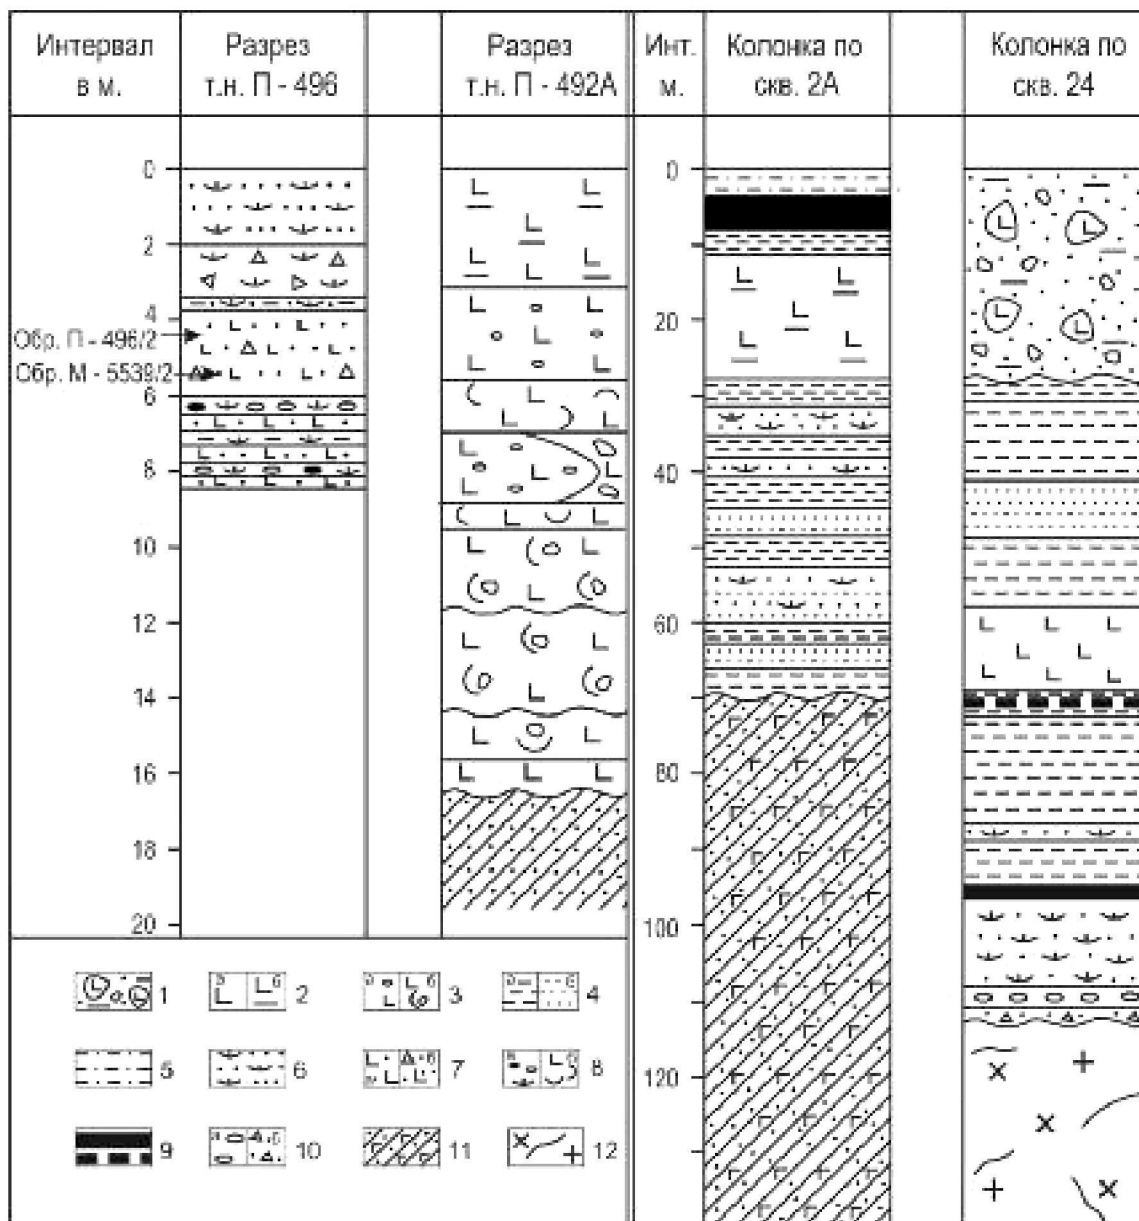 Интервал
в м.
Разрез
т.н. П - 496
Разрез
т.н. П - 492А
Инт.
м.
Колонка по
скв. 2А
Колонка по
скв. 24
0
2
4
Обр. П - 496/2
Обр. М - 5539/2
6
8
10
12
14
16
18
20
0
20
40
60
80
100
120
1
2
3
4
5
6
7
8
9
10
11
12